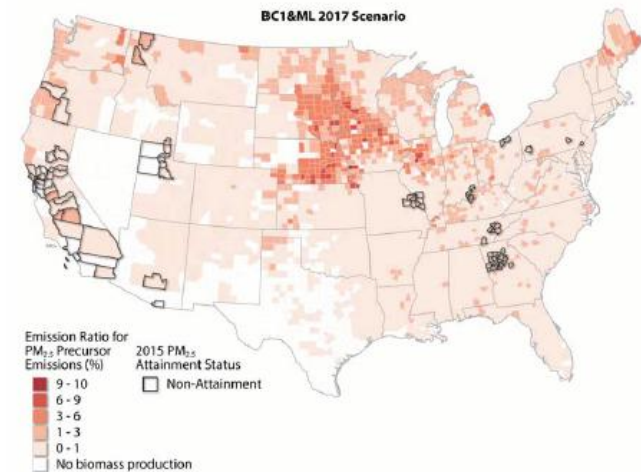 BC1&ML 2017 Scenario
Emission Ratio for
PM2.5 Precursor
Emissions (%)
2015 PM2.5
Attainment Status
9 - 10
6 - 9
3 - 6
1 - 3
0 - 1
No biomass production
Non-Attainment